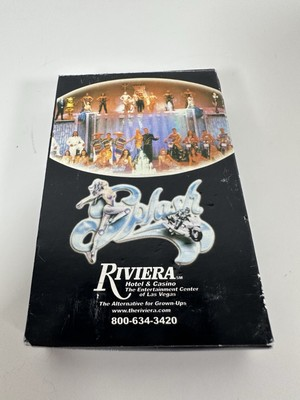 Splash
RIVIERA SM
Hotel & Casino
The Entertainment Center
of Las Vegas
The Alternative for Grown-Ups
www.theriviera.com
800-634-3420